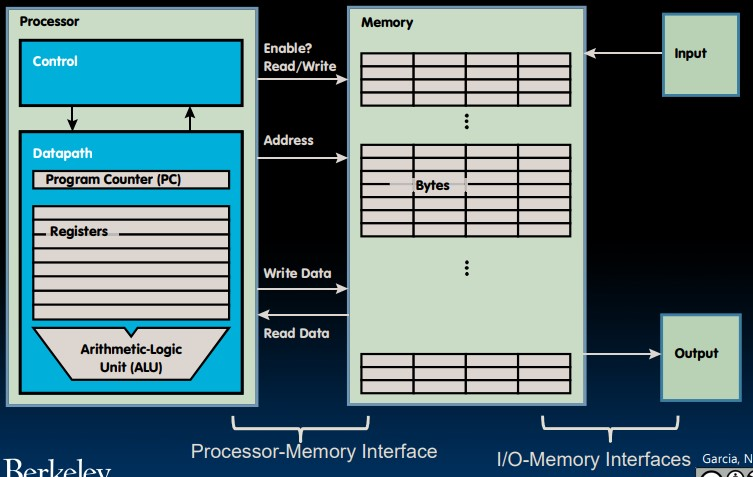 Processor
Control
Datapath
Program Counter (PC)
Registers
Arithmetic-Logic
Unit (ALU)
Enable?
Read/Write
Address
Write Data
Read Data
Memory
Bytes
Input
Output
Processor-Memory Interface
I/O-Memory Interfaces
Garcia, N
Berkeley